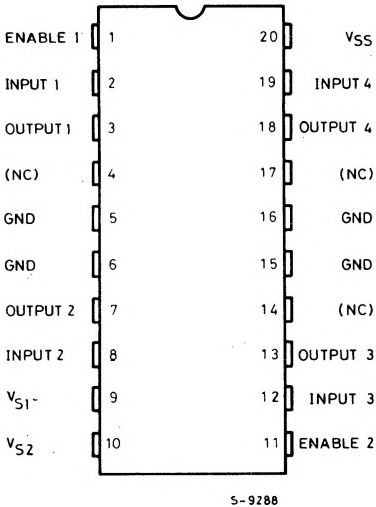 ENABLE 1 1 20 VSS
INPUT 1 2 19 INPUT 4
OUTPUT 1 3 18 OUTPUT 4
(NC) 4 17 (NC)
GND 5 16 GND
GND 6 15 GND
OUTPUT 2 7 14 (NC)
INPUT 2 8 13 OUTPUT 3
VS1 9 12 INPUT 3
VS2 10 11 ENABLE 2
S-9288